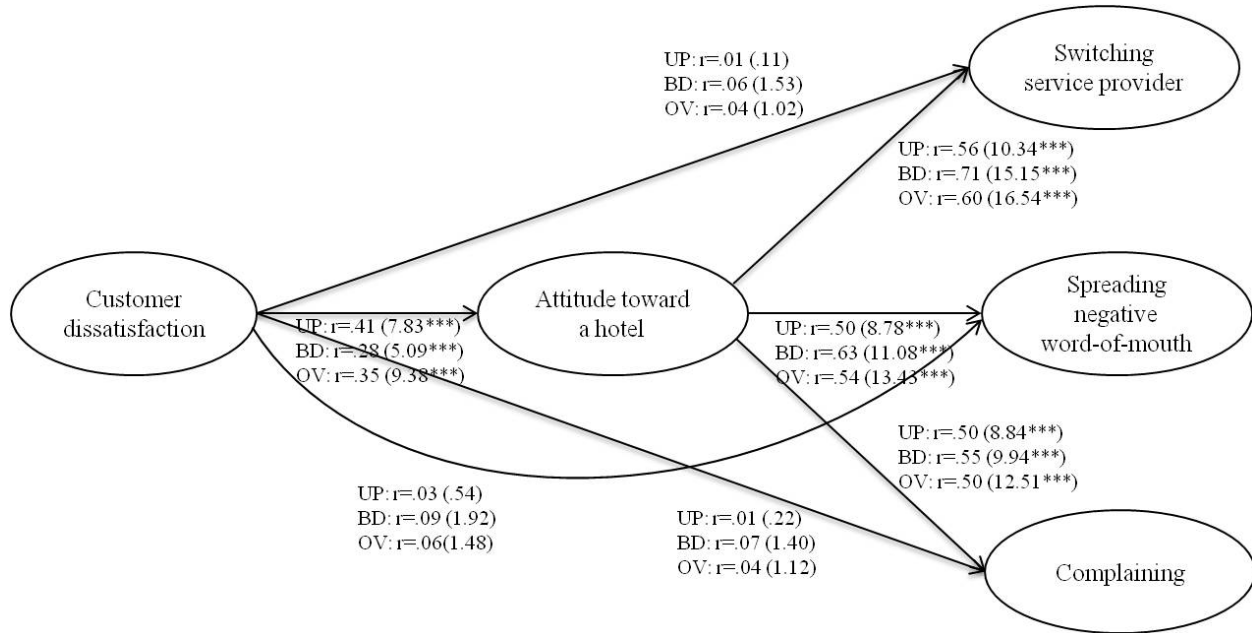 UP: r=.01 (.11)
BD: r=.06 (1.53)
OV: r=.04 (1.02)
Switching
service provider
UP: r=.56 (10.34***)
BD: r=.71 (15.15***)
OV: r=.60 (16.54***)
Customer
dissatisfaction
UP: r=.41 (7.83***)
BD: r=.28 (5.09***)
OV: r=.35 (9.38***)
Attitude toward
a hotel
UP: r=.50 (8.78***)
BD: r=.63 (11.08***)
OV: r=.54 (13.43***)
Spreading
negative
word-of-mouth
UP: r=.50 (8.84***)
BD: r=.55 (9.94***)
OV: r=.50 (12.51***)
UP: r=.03 (.54)
BD: r=.09 (1.92)
OV: r=.06(1.48)
UP: r=.01 (.22)
BD: r=.07 (1.40)
OV: r=.04 (1.12)
Complaining